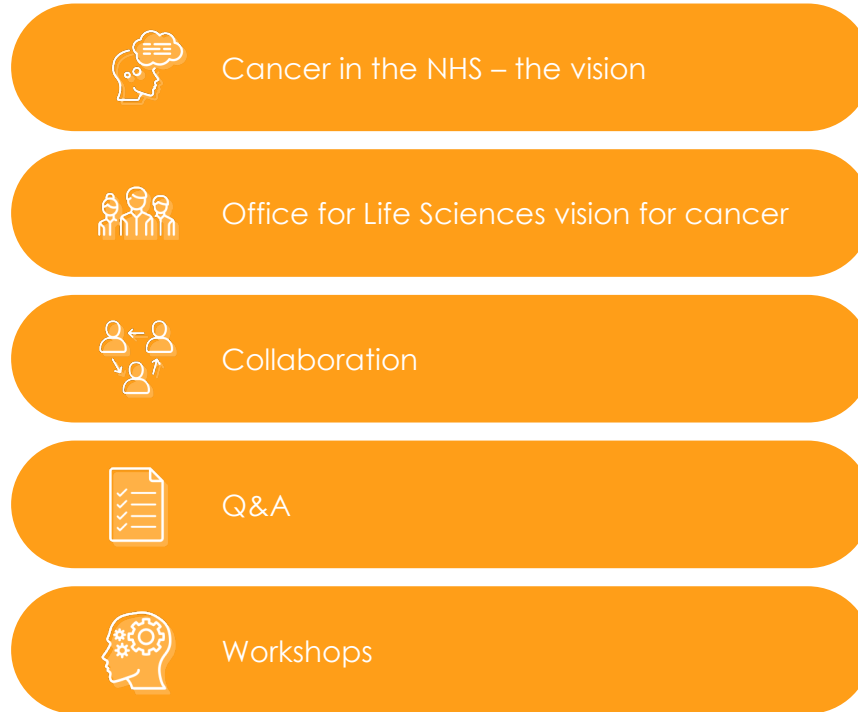 Cancer in the NHS – the vision
Office for Life Sciences vision for cancer
Collaboration
Q&A
Workshops